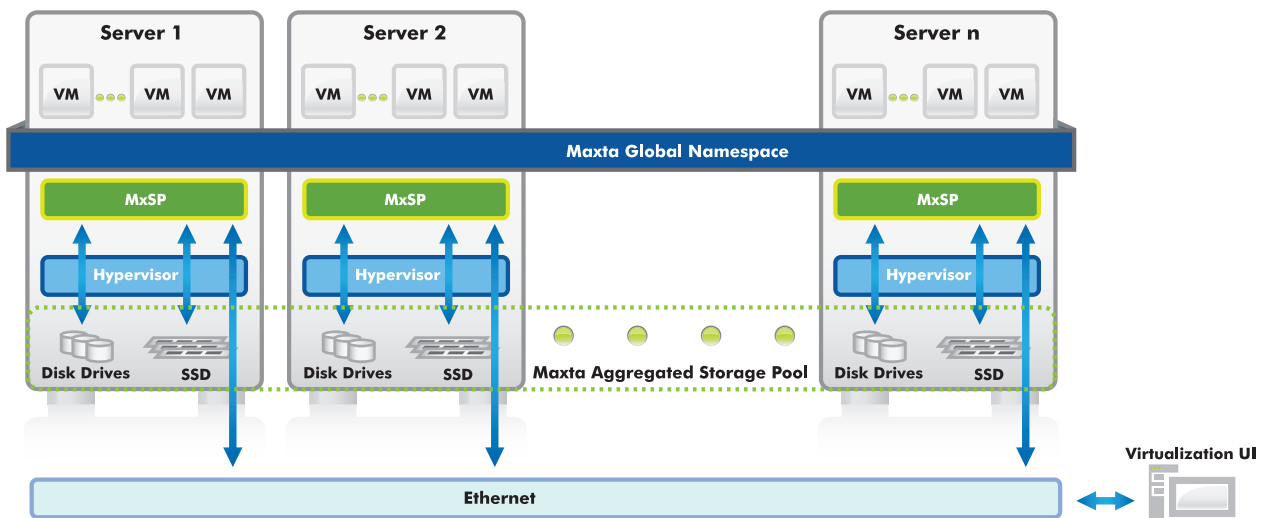 Server 1
Server 2
Server n
VM
VM
VM
VM
VM
VM
VM
VM
VM
Maxta Global Namespace
MxSP
MxSP
MxSP
Hypervisor
Hypervisor
Hypervisor
Disk Drives
SSD
Disk Drives
SSD
Maxta Aggregated Storage Pool
Disk Drives
SSD
Virtualization UI
Ethernet